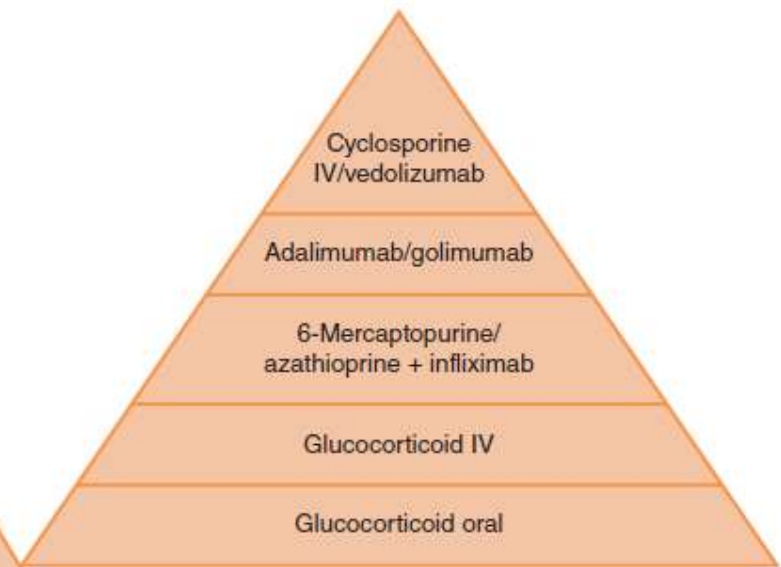 Cyclosporine
IV/vedolizumab
Adalimumab/golimumab
6-Mercaptopurine/
azathioprine + infliximab
Glucocorticoid IV
Glucocorticoid oral